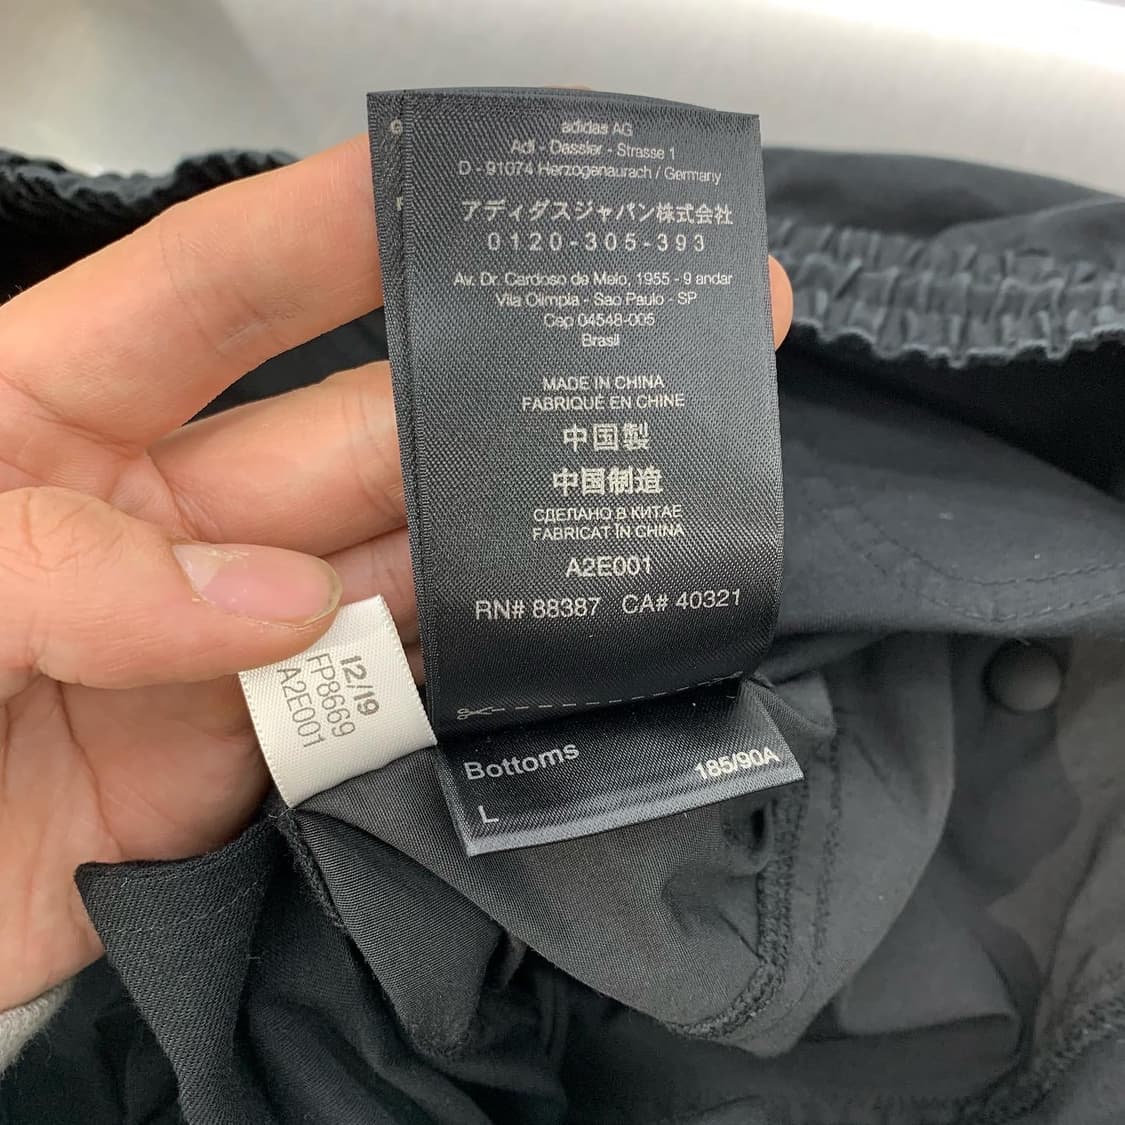 adidas AG
Adi - Dassler - Strasse 1
D - 91074 Herzogenaurach / Germany
アディダスジャパン株式会社
0120-305-393
Av. Dr. Cardoso de Melo, 1955 - 9 andar
Vila Olimpia - Sao Paulo - SP
Cep 04548-005
Brasil
MADE IN CHINA
FABRIQUE EN CHINE
中国製
中国制造
СДЕЛАНО В КИТАЕ
FABRICAT IN CHINA
A2E001
RN# 88387 CA# 40321
12/19
FP8669
A2E001
Bottoms
185/90A
L